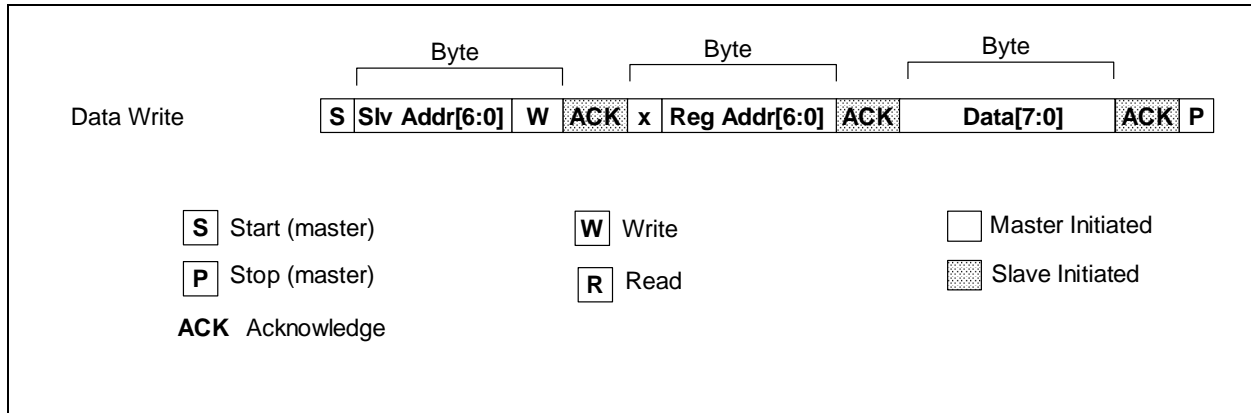 Byte Byte Byte
Data Write S Slv Addr[6:0] W ACK x Reg Addr[6:0] ACK Data[7:0] ACK P
S Start (master) W Write Master Initiated
P Stop (master) R Read Slave Initiated
ACK Acknowledge